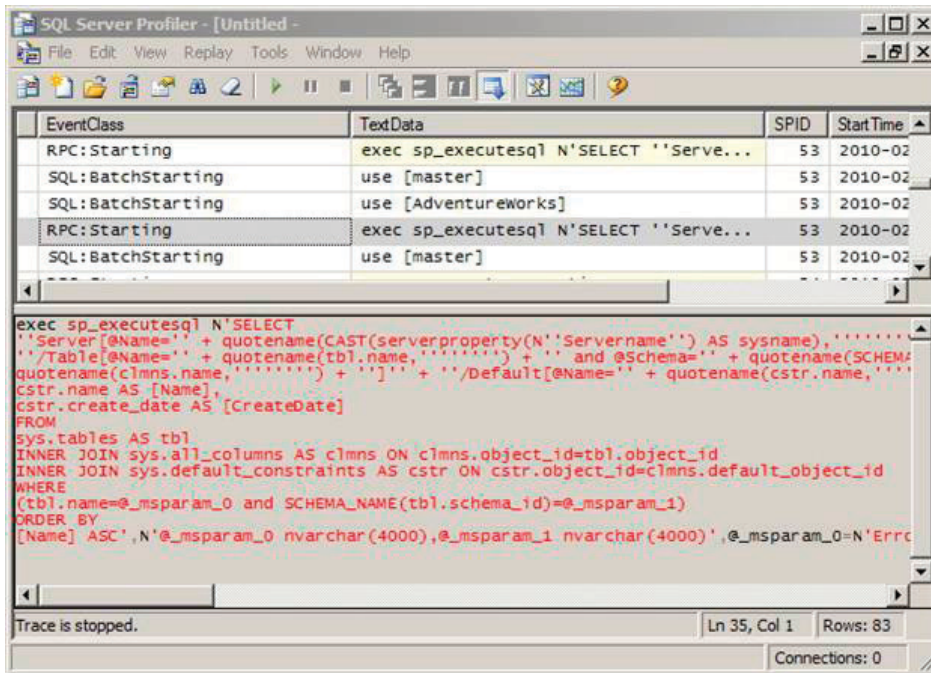 SQL Server Profiler - [Untitled -
File Edit View Replay Tools Window Help
EventClass TextData SPID StartTime
RPC:Starting exec sp_executesql N'SELECT ''Serve... 53 2010-02
SQL:BatchStarting use [master] 53 2010-02
SQL:BatchStarting use [AdventureWorks] 53 2010-02
RPC:Starting exec sp_executesql N'SELECT ''Serve... 53 2010-02
SQL:BatchStarting use [master] 53 2010-02
exec sp_executesql N'SELECT
''Server[@Name='' + quotename(CAST(serverproperty(N''Servername'') AS sysname),'''''''
''/Table[@Name='' + quotename(tbl.name,'''''''') + '' and @Schema='' + quotename(SCHEMA
quotename(clmns.name,'''''''') + '']'' + ''/Default[@Name='' + quotename(cstr.name,''''
cstr.name AS [Name],
cstr.create_date AS [CreateDate]
FROM
sys.tables AS tbl
INNER JOIN sys.all_columns AS clmns ON clmns.object_id=tbl.object_id
INNER JOIN sys.default_constraints AS cstr ON cstr.object_id=clmns.default_object_id
WHERE
(tbl.name=@_msparam_0 and SCHEMA_NAME(tbl.schema_id)=@_msparam_1)
ORDER BY
[Name] ASC',N'@_msparam_0 nvarchar(4000),@_msparam_1 nvarchar(4000)',@_msparam_0=N'Erro
Trace is stopped. Ln 35, Col 1 Rows: 83
Connections: 0